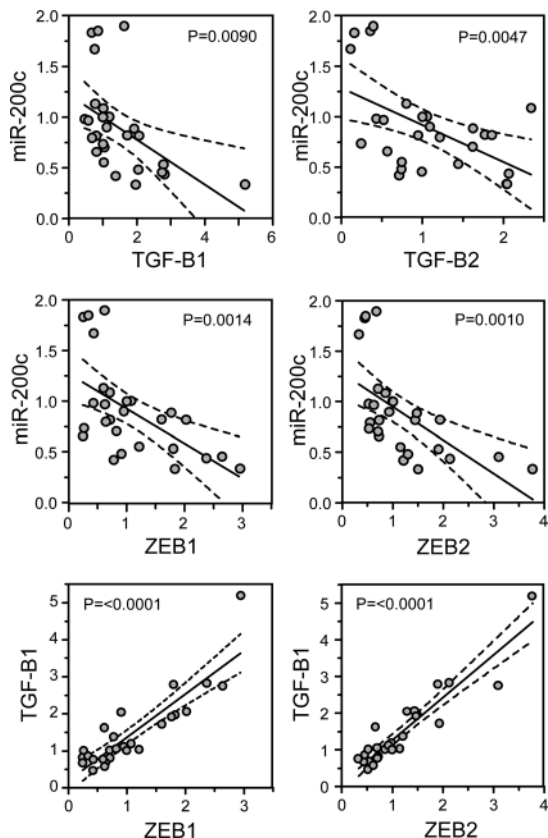 2.0
1.5
1.0
0.5
0.0
miR-200c
P=0.0090
0 2 4 6
TGF-B1
2.0
1.5
1.0
0.5
0.0
miR-200c
P=0.0047
0 1 2
TGF-B2
2.0
1.5
1.0
0.5
0.0
miR-200c
P=0.0014
0 1 2 3
ZEB1
2.0
1.5
1.0
0.5
0.0
miR-200c
P=0.0010
0 1 2 3 4
ZEB2
5
4
3
2
1
0
TGF-B1
P=<0.0001
0 1 2 3
ZEB1
5
4
3
2
1
0
TGF-B1
P=<0.0001
0 1 2 3 4
ZEB2